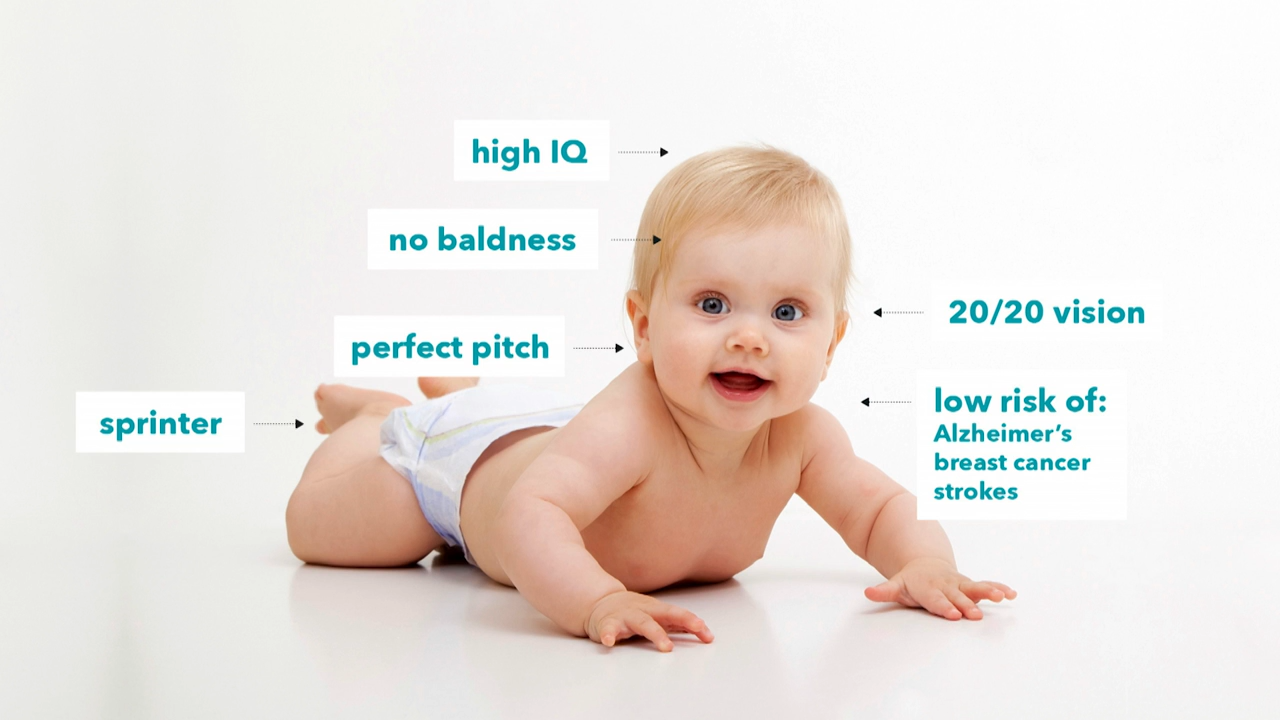 high IQ
no baldness
20/20 vision
perfect pitch
low risk of:
Alzheimer's
breast cancer
strokes
sprinter